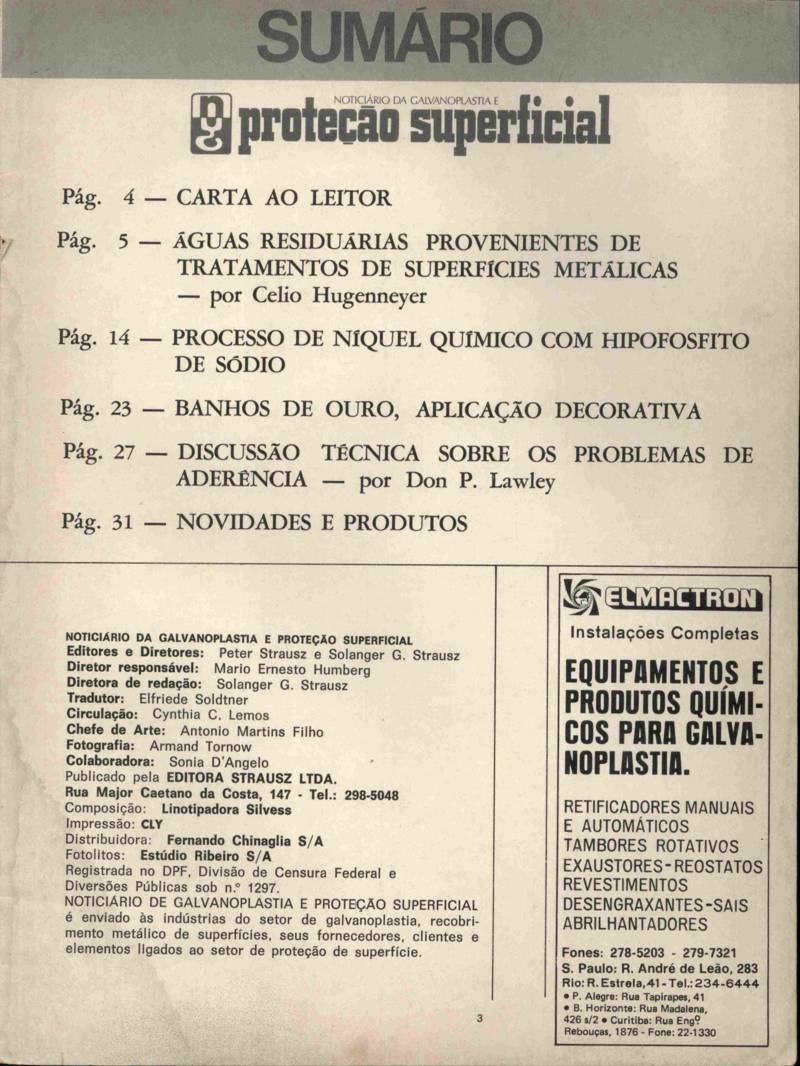 SUMÁRIO
NOTICIÁRIO DA GALVANOPLASTIA E
proteção superficial
Pág. 4 — CARTA AO LEITOR
Pág. 5 — ÁGUAS RESIDUÁRIAS PROVENIENTES DE
TRATAMENTOS DE SUPERFÍCIES METÁLICAS
— por Celio Hugenneyer
Pág. 14 — PROCESSO DE NÍQUEL QUÍMICO COM HIPOFOSFITO
DE SÓDIO
Pág. 23 — BANHOS DE OURO, APLICAÇÃO DECORATIVA
Pág. 27 — DISCUSSÃO TÉCNICA SOBRE OS PROBLEMAS DE
ADERÊNCIA — por Don P. Lawley
Pág. 31 — NOVIDADES E PRODUTOS
NOTICIÁRIO DA GALVANOPLASTIA E PROTEÇÃO SUPERFICIAL
Editores e Diretores: Peter Strausz e Solanger G. Strausz
Diretor responsável: Mario Ernesto Humberg
Diretora de redação: Solanger G. Strausz
Tradutor: Elfriede Soldtner
Circulação: Cynthia C. Lemos
Chefe de Arte: Antonio Martins Filho
Fotografia: Armand Tornow
Colaboradora: Sonia D'Angelo
Publicado pela EDITORA STRAUSZ LTDA.
Rua Major Caetano da Costa, 147 - Tel.: 298-5048
Composição: Linotipadora Silvess
Impressão: CLY
Distribuidora: Fernando Chinaglia S/A
Fotolitos: Estúdio Ribeiro S/A
Registrada no DPF, Divisão de Censura Federal e
Diversões Públicas sob n.º 1297.
NOTICIÁRIO DE GALVANOPLASTIA E PROTEÇÃO SUPERFICIAL
é enviado às indústrias do setor de galvanoplastia, recobri-
mento metálico de superfícies, seus fornecedores, clientes e
elementos ligados ao setor de proteção de superfície.
3
ELMACTRON
Instalações Completas
EQUIPAMENTOS E
PRODUTOS QUÍMI-
COS PARA GALVA-
NOPLASTIA.
RETIFICADORES MANUAIS
E AUTOMÁTICOS
TAMBORES ROTATIVOS
EXAUSTORES-REOSTATOS
REVESTIMENTOS
DESENGRAXANTES-SAIS
ABRILHANTADORES
Fones: 278-5203 - 279-7321
S. Paulo: R. André de Leão, 283
Rio: R. Estrela, 41 - Tel.: 234-6444
• P. Alegre: Rua Tapirapes, 41
• B. Horizonte: Rua Madalena,
426 s/2 • Curitiba: Rua Engº
Rebouças, 1876 - Fone: 22-1330